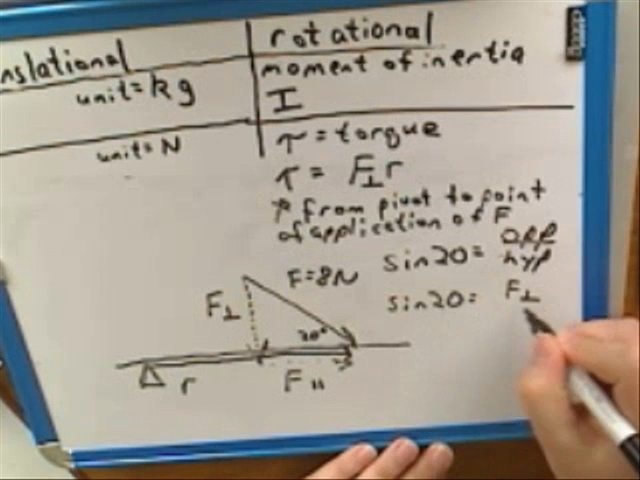 nslational
rotational
unit=kg
moment of inertia
I
unit=N
τ=torque
τ = F⊥r
r from pivot to point
of application of F
sin20= opp
hyp
F=8N
sin20= F⊥
F⊥
20°
r
F∥